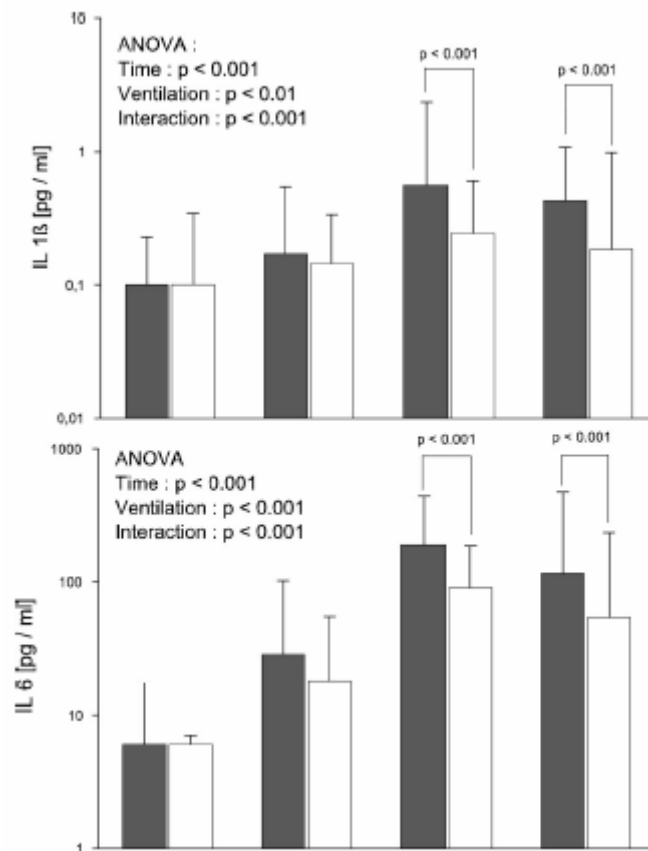 10
ANOVA :
Time : p < 0.001
Ventilation : p < 0.01
Interaction : p < 0.001
p < 0.001
p < 0.001
1
IL 1ß [pg / ml]
0,1
0,01
1000
ANOVA
Time : p < 0.001
Ventilation : p < 0.001
Interaction : p < 0.001
p < 0.001
p < 0.001
100
IL 6 [pg / ml]
10
1